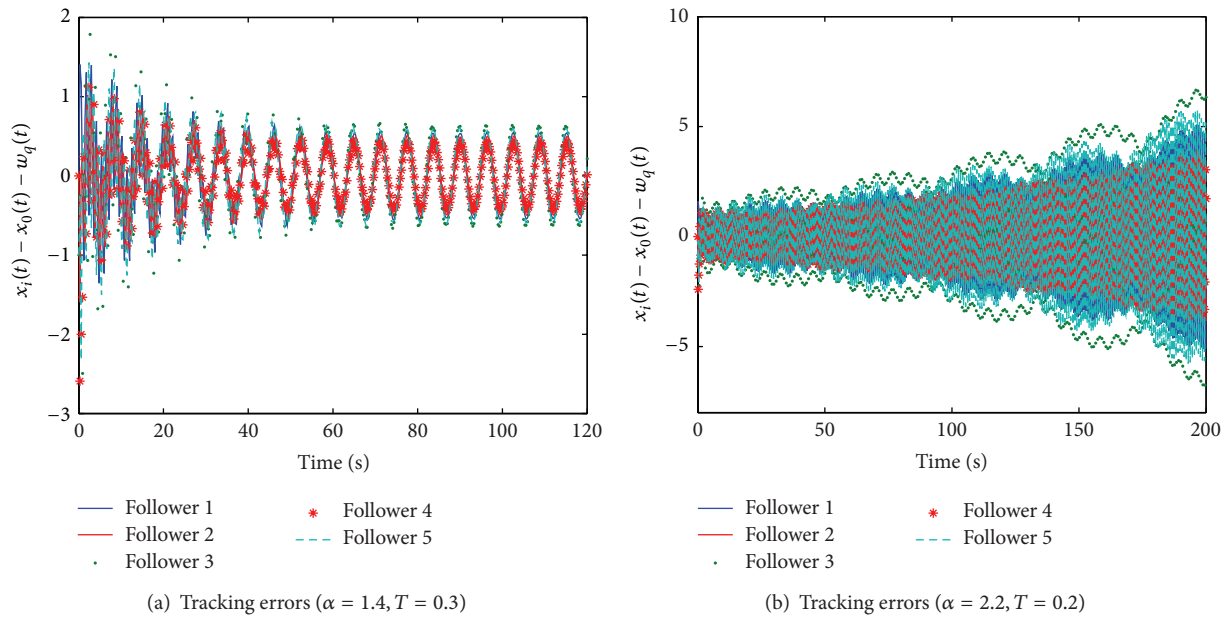 2
1
0
−1
−2
−3
x_i(t) − x_0(t) − w_q(t)
0
20
40
60
80
100
120
Time (s)
Follower 1
Follower 2
Follower 3
Follower 4
Follower 5
(a) Tracking errors (α = 1.4, T = 0.3)
10
5
0
−5
x_i(t) − x_0(t) − w_q(t)
0
50
100
150
200
Time (s)
Follower 1
Follower 2
Follower 3
Follower 4
Follower 5
(b) Tracking errors (α = 2.2, T = 0.2)